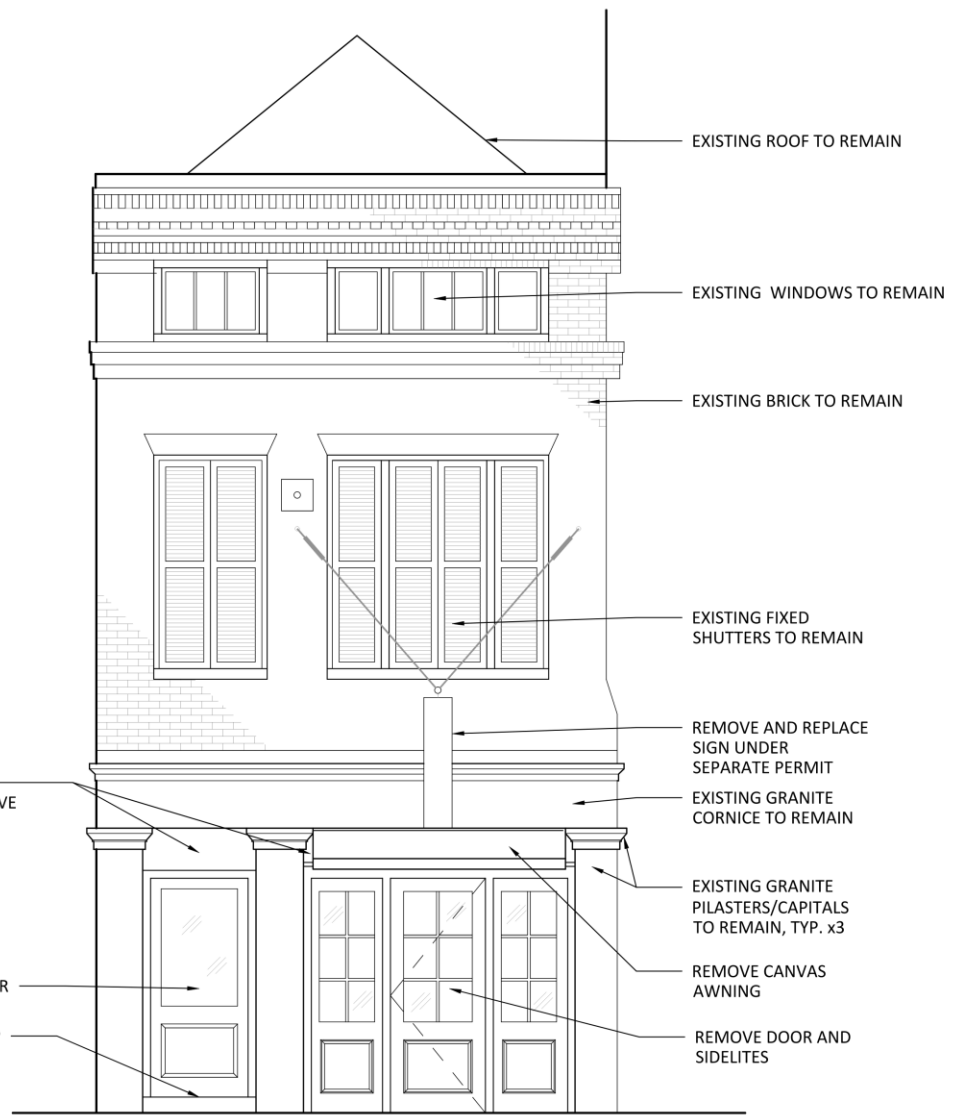 EXISTING ROOF TO REMAIN
EXISTING WINDOWS TO REMAIN
EXISTING BRICK TO REMAIN
EXISTING FIXED
SHUTTERS TO REMAIN
REMOVE AND REPLACE
SIGN UNDER
SEPARATE PERMIT
EXISTING GRANITE
CORNICE TO REMAIN
EXISTING GRANITE
PILASTERS/CAPITALS
TO REMAIN, TYP. x3
REMOVE CANVAS
AWNING
REMOVE DOOR AND
SIDELITES